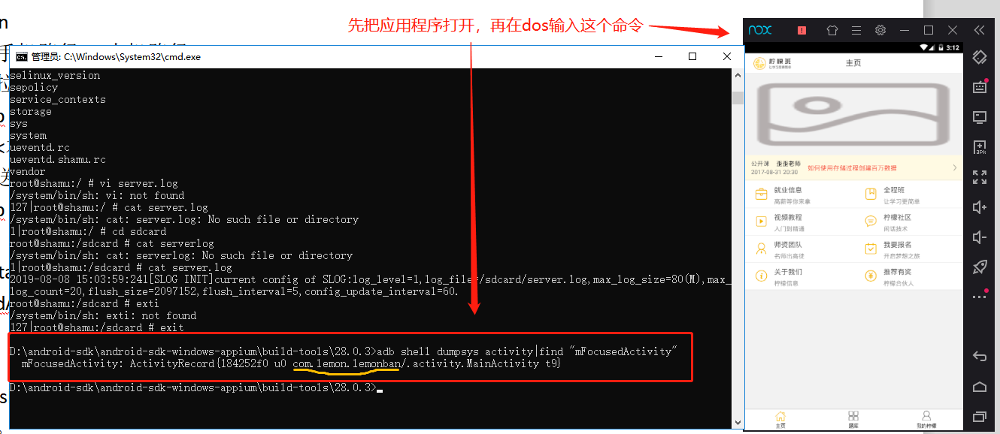 先把应用程序打开，再在dos输入这个命令
管理员: C:\Windows\System32\cmd.exe
selinux_version
sepolicy
service_contexts
storage
sys
system
ueventd.rc
ueventd.shamu.rc
vendor
root@shamu:/ # vi server.log
/system/bin/sh: vi: not found
127|root@shamu:/ # cat server.log
/system/bin/sh: cat: server.log: No such file or directory
1|root@shamu:/ # cd sdcard
root@shamu:/sdcard # cat serverlog
/system/bin/sh: cat: serverlog: No such file or directory
1|root@shamu:/sdcard # cat server.log
2019-08-08 15:03:59:241[SLOG INIT]current config of SLOG:log_level=1,log_file=/sdcard/server.log,max_log_size=80(M),max_
log_count=20,flush_size=2097152,flush_interval=5,config_update_interval=60.
root@shamu:/sdcard # exti
/system/bin/sh: exti: not found
127|root@shamu:/sdcard # exit
D:\android-sdk\android-sdk-windows-appium\build-tools\28.0.3>adb shell dumpsys activity|find "mFocusedActivity"
mFocusedActivity: ActivityRecord{184252f0 u0 com.lemon.lemonban/.activity.MainActivity t9}
D:\android-sdk\android-sdk-windows-appium\build-tools\28.0.3>
nox
3:12
柠檬班
主页
公开课 歪歪老师
2017-08-31 20:30
如何使用存储过程创建百万数据
就业信息
高薪等你来拿
全程班
让学习更简单
视频教程
入门到精通
柠檬社区
闲话技术
师资团队
名师出高徒
我要报名
开启梦想之旅
关于我们
柠檬信息
推荐有奖
柠檬合伙人
主页
题库
我的柠檬